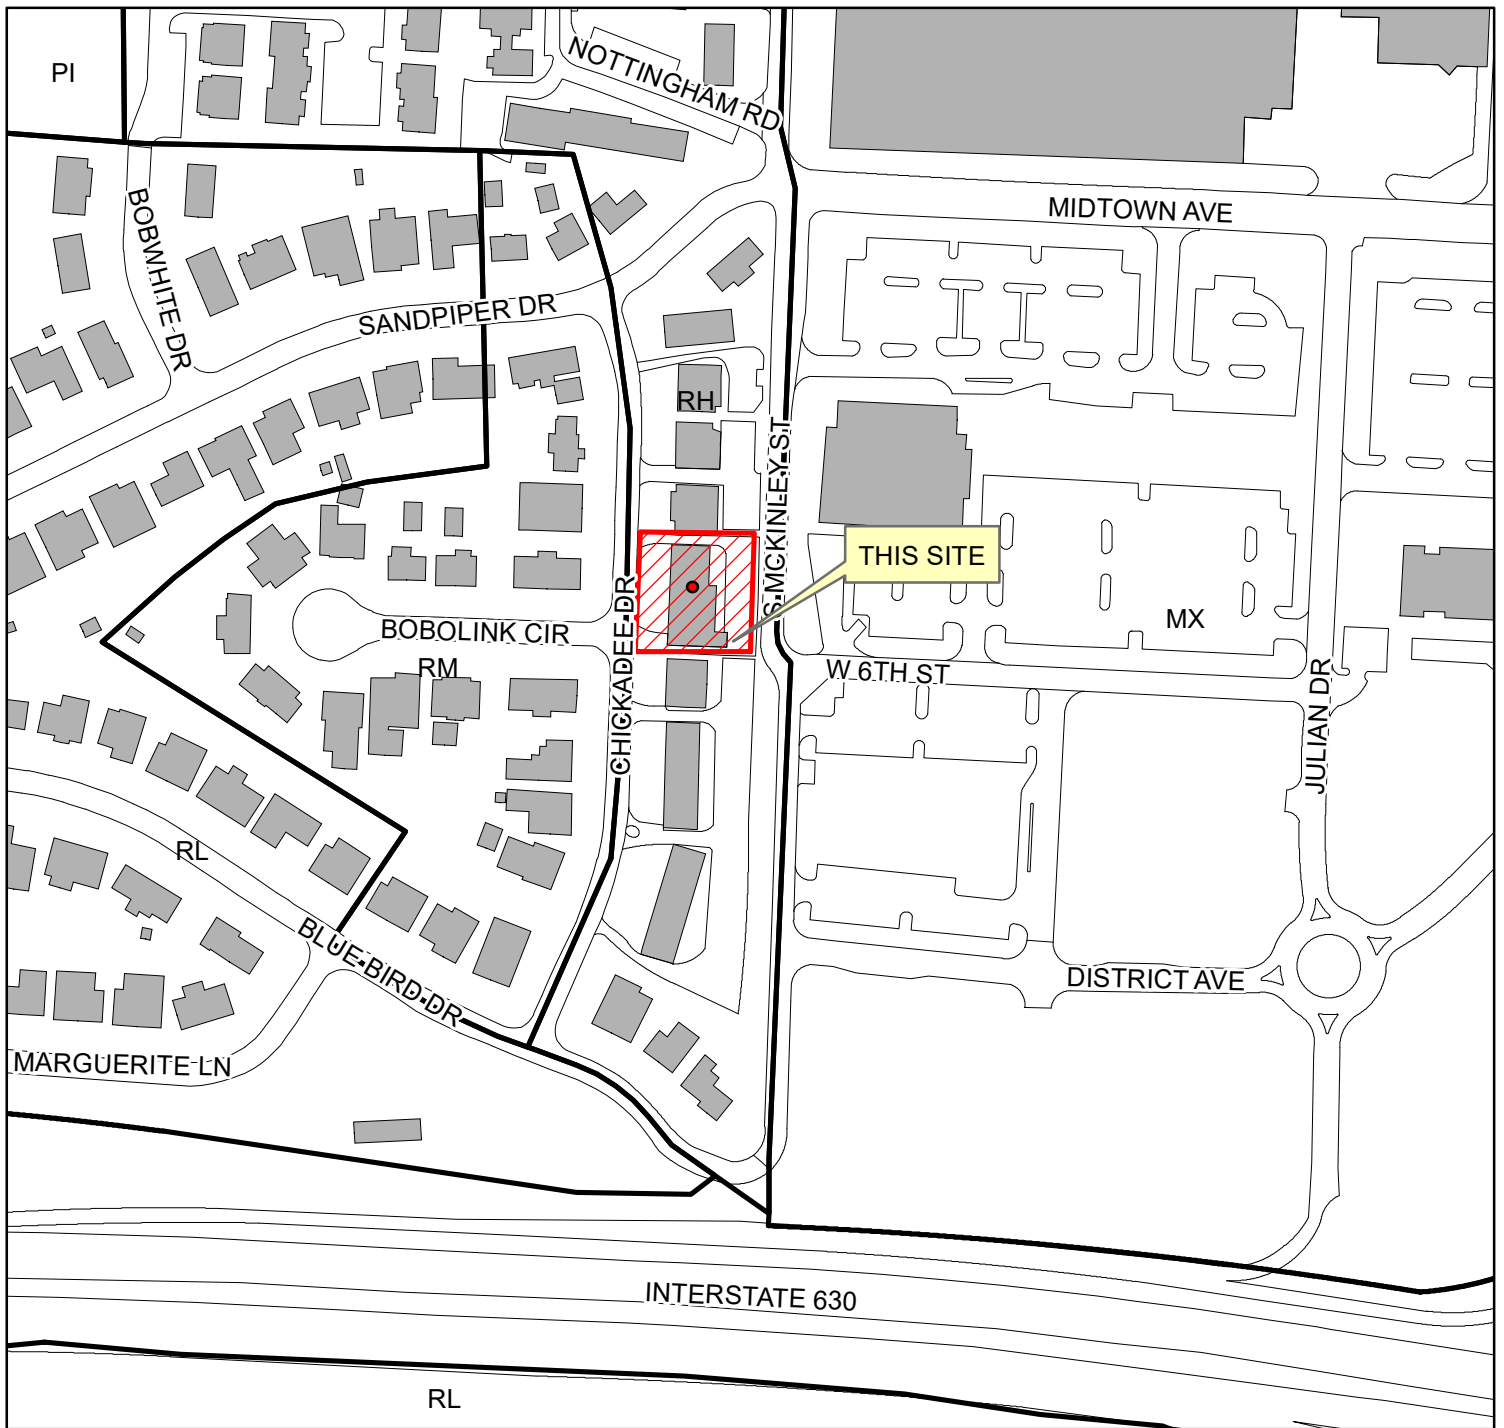 PI
NOTTINGHAM RD
MIDTOWN AVE
BOBWHITE DR
SANDPIPER DR
RH
S MCKINLEY ST
THIS SITE
CHICKADEE DR
BOBOLINK CIR
MX
RM
W 6TH ST
JULIAN DR
RL
BLUE BIRD DR
DISTRICT AVE
MARGUERITE LN
INTERSTATE 630
RL